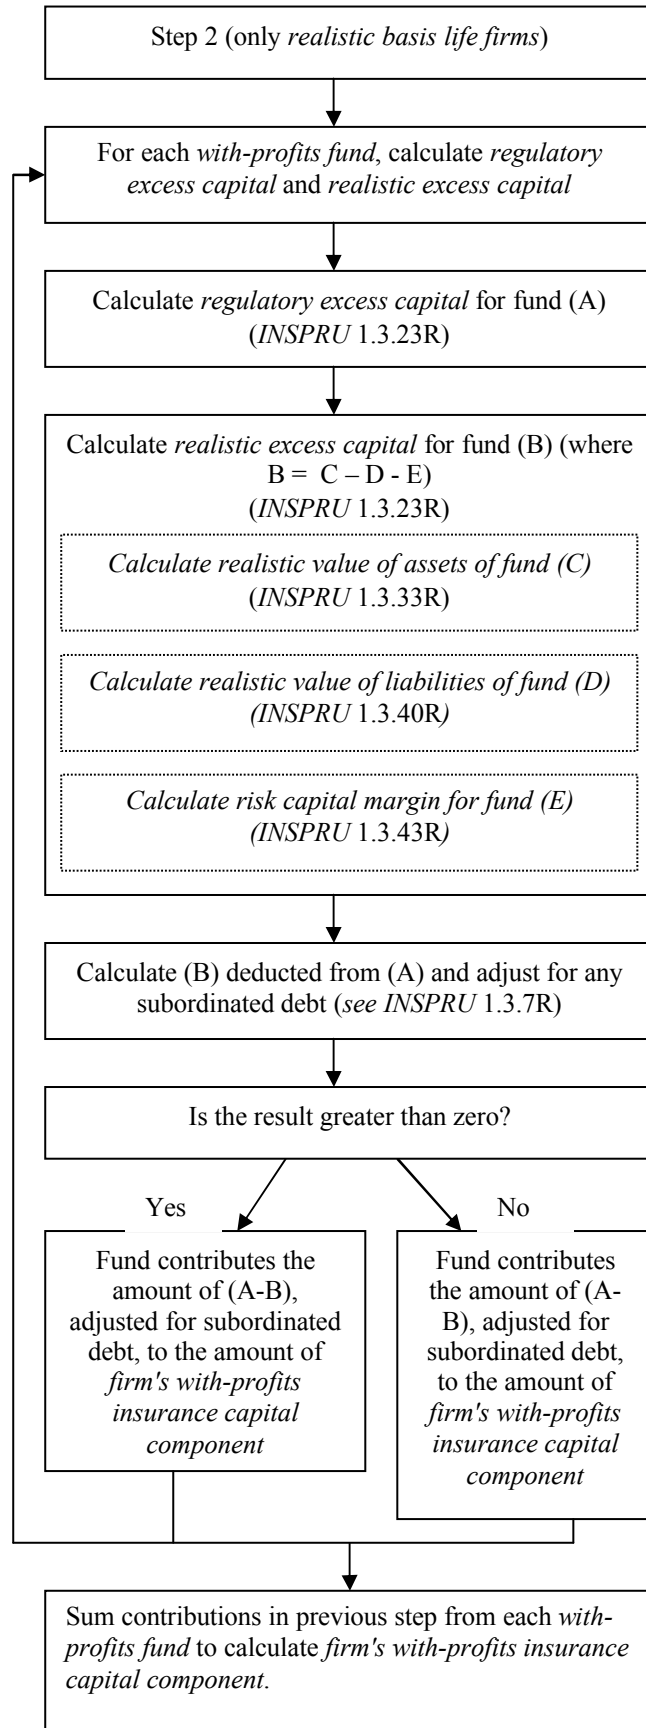 Step 2 (only realistic basis life firms)
For each with-profits fund, calculate regulatory
excess capital and realistic excess capital
Calculate regulatory excess capital for fund (A)
(INSPRU 1.3.23R)
Calculate realistic excess capital for fund (B) (where
B =  C – D - E)
(INSPRU 1.3.23R)
Calculate realistic value of assets of fund (C)
(INSPRU 1.3.33R)
Calculate realistic value of liabilities of fund (D)
(INSPRU 1.3.40R)
Calculate risk capital margin for fund (E)
(INSPRU 1.3.43R)
Calculate (B) deducted from (A) and adjust for any
subordinated debt (see INSPRU 1.3.7R)
Is the result greater than zero?
Yes
Fund contributes the
amount of (A-B),
adjusted for subordinated
debt, to the amount of
firm's with-profits
insurance capital
component
No
Fund contributes
the amount of (A-
B), adjusted for
subordinated debt,
to the amount of
firm's with-profits
insurance capital
component
Sum contributions in previous step from each with-
profits fund to calculate firm's with-profits insurance
capital component.